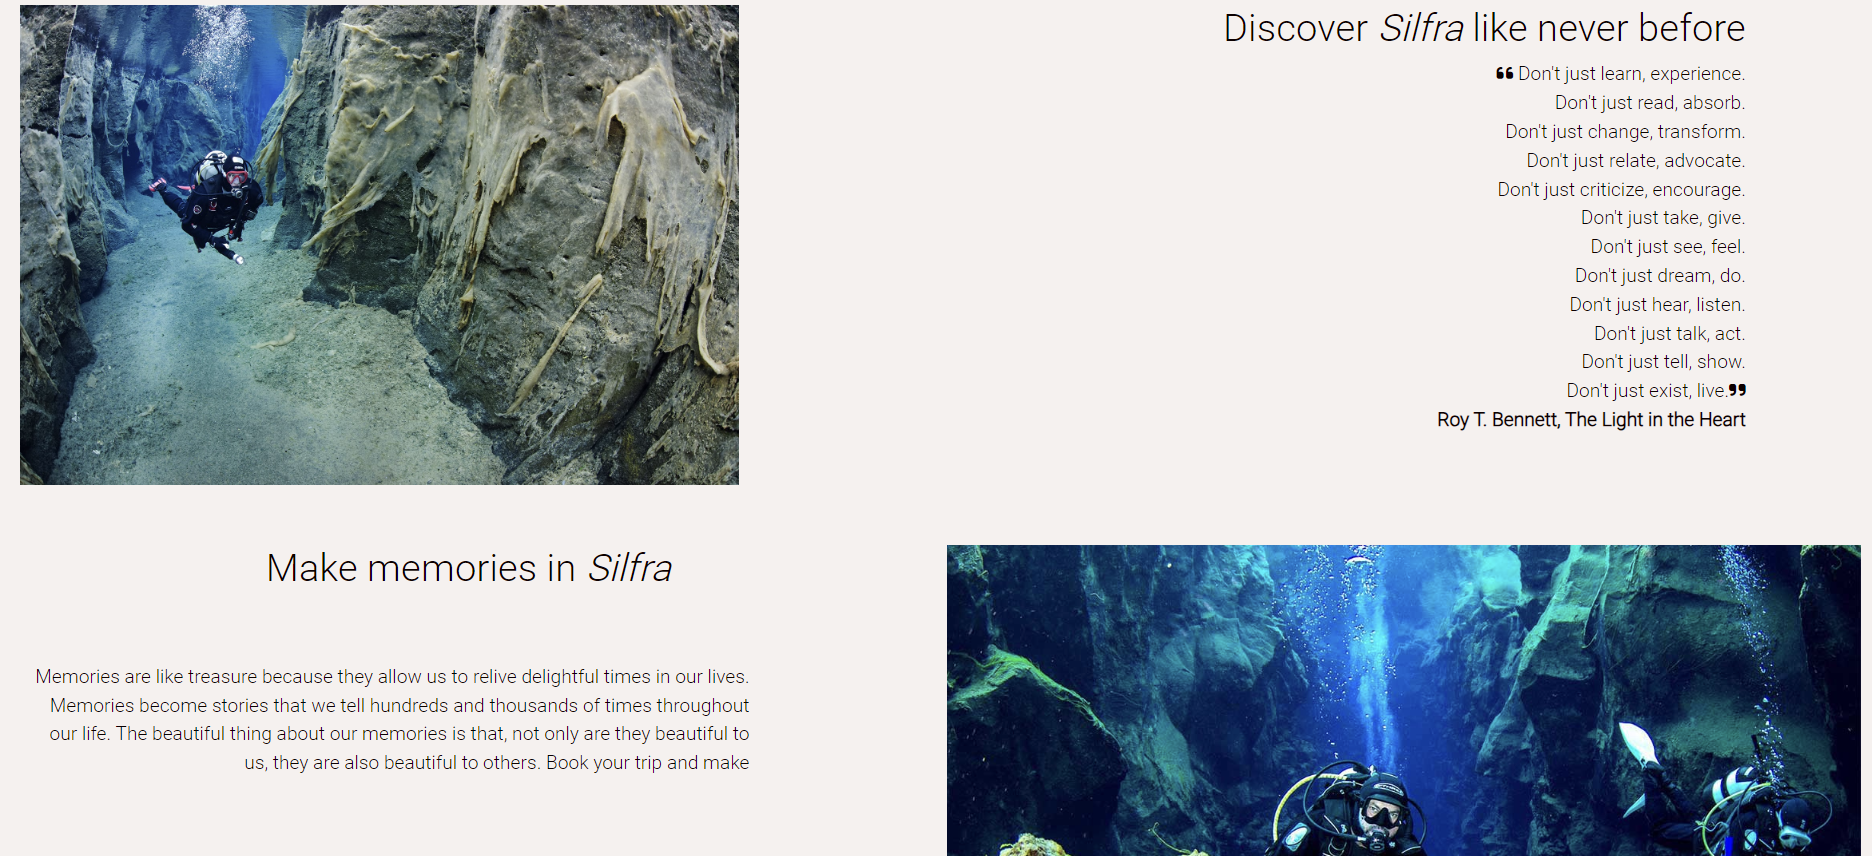 Discover Silfra like never before
❝ Don't just learn, experience.
Don't just read, absorb.
Don't just change, transform.
Don't just relate, advocate.
Don't just criticize, encourage.
Don't just take, give.
Don't just see, feel.
Don't just dream, do.
Don't just hear, listen.
Don't just talk, act.
Don't just tell, show.
Don't just exist, live.❞
Roy T. Bennett, The Light in the Heart
Make memories in Silfra
Memories are like treasure because they allow us to relive delightful times in our lives.
Memories become stories that we tell hundreds and thousands of times throughout
our life. The beautiful thing about our memories is that, not only are they beautiful to
us, they are also beautiful to others. Book your trip and make